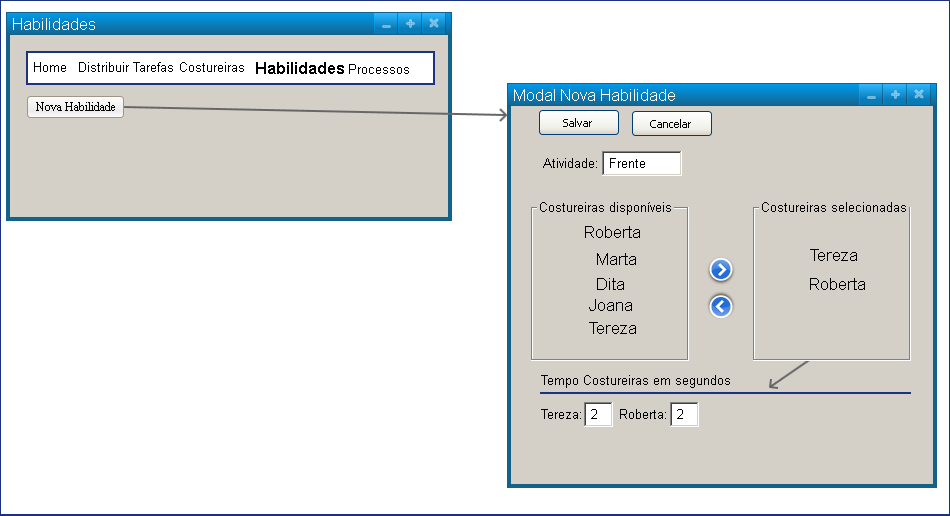 Habilidades
Home Distribuir Tarefas Costureiras Habilidades Processos
Nova Habilidade
Modal Nova Habilidade
Salvar Cancelar
Atividade: Frente
Costureiras disponíveis
Roberta
Marta
Dita
Joana
Tereza
Costureiras selecionadas
Tereza
Roberta
Tempo Costureiras em segundos
Tereza: 2 Roberta: 2